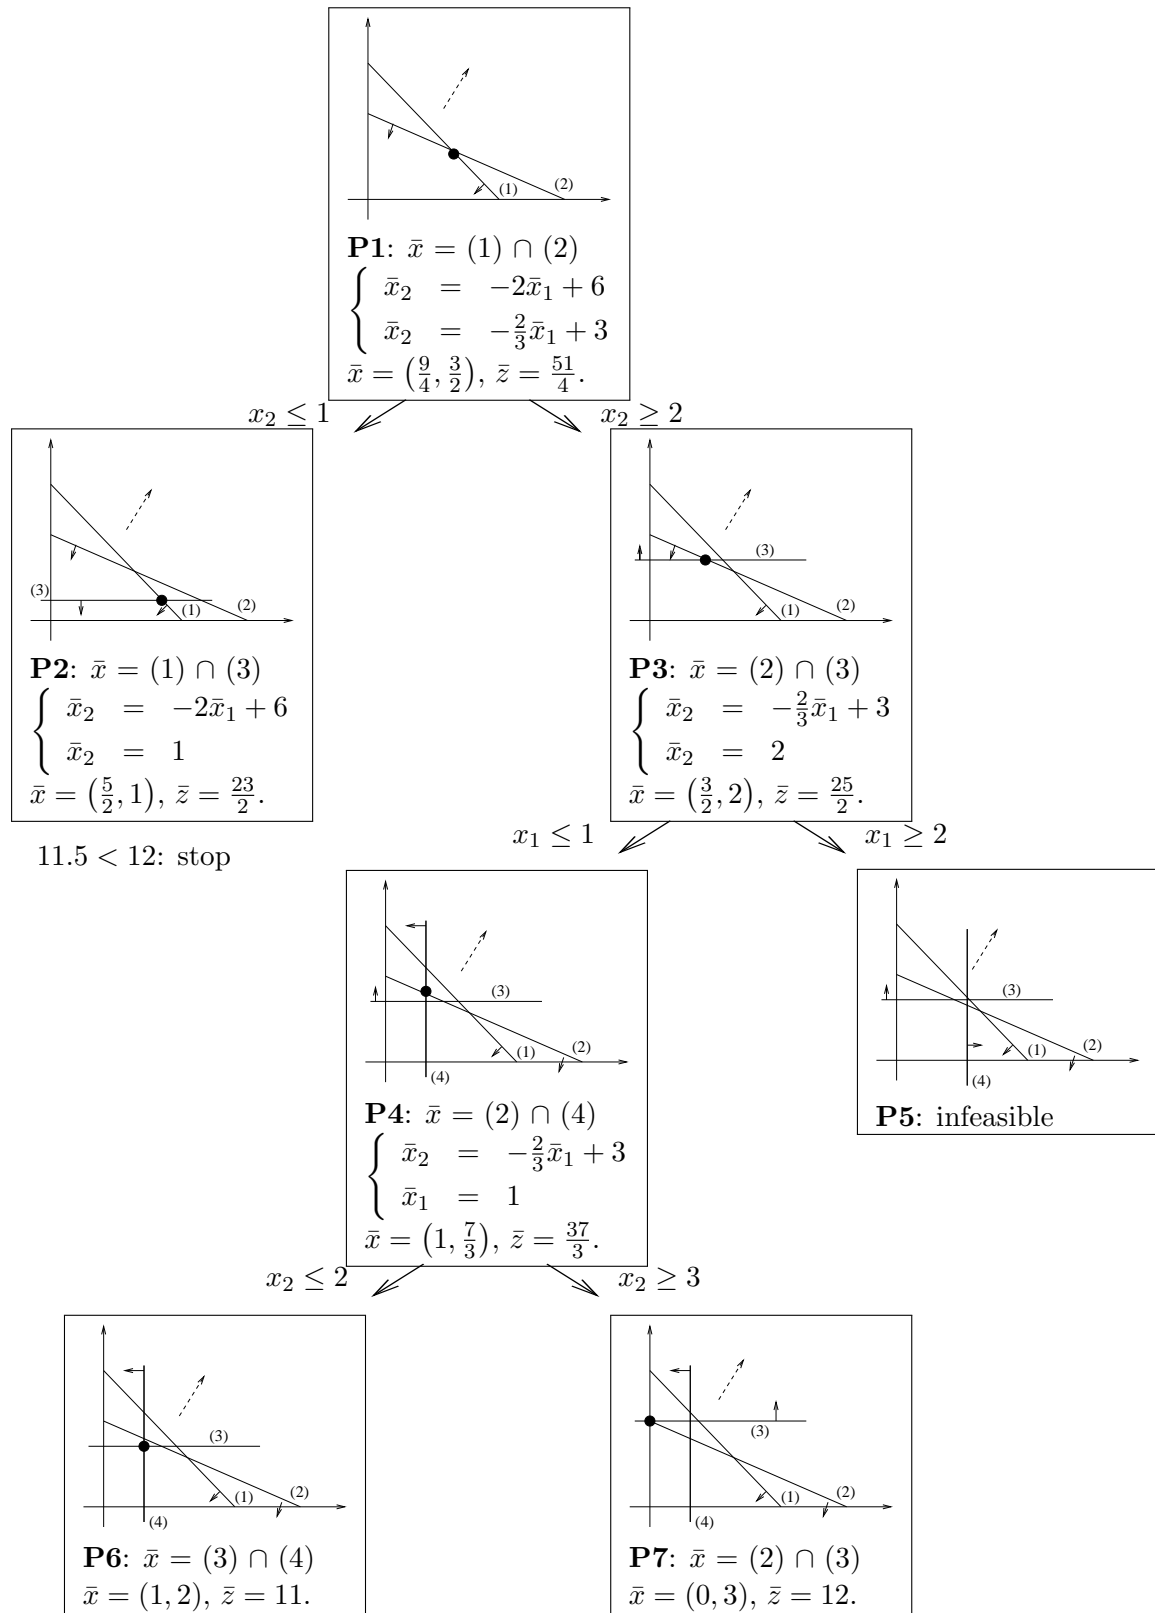 (1)
(2)
P1: x̄ = (1) ∩ (2)
x̄₂ = −2x̄₁ + 6
x̄₂ = −2/3 x̄₁ + 3
x̄ = (9/4, 3/2), z̄ = 51/4.
x₂ ≤ 1
x₂ ≥ 2
(3)
(1)
(2)
P2: x̄ = (1) ∩ (3)
x̄₂ = −2x̄₁ + 6
x̄₂ = 1
x̄ = (5/2, 1), z̄ = 23/2.
11.5 < 12: stop
(3)
(1)
(2)
P3: x̄ = (2) ∩ (3)
x̄₂ = −2/3 x̄₁ + 3
x̄₂ = 2
x̄ = (3/2, 2), z̄ = 25/2.
x₁ ≤ 1
x₁ ≥ 2
(3)
(1)
(2)
(4)
P4: x̄ = (2) ∩ (4)
x̄₂ = −2/3 x̄₁ + 3
x̄₁ = 1
x̄ = (1, 7/3), z̄ = 37/3.
(3)
(1)
(2)
(4)
P5: infeasible
x₂ ≤ 2
x₂ ≥ 3
(3)
(1)
(2)
(4)
P6: x̄ = (3) ∩ (4)
x̄ = (1, 2), z̄ = 11.
(3)
(1)
(2)
(4)
P7: x̄ = (2) ∩ (3)
x̄ = (0, 3), z̄ = 12.